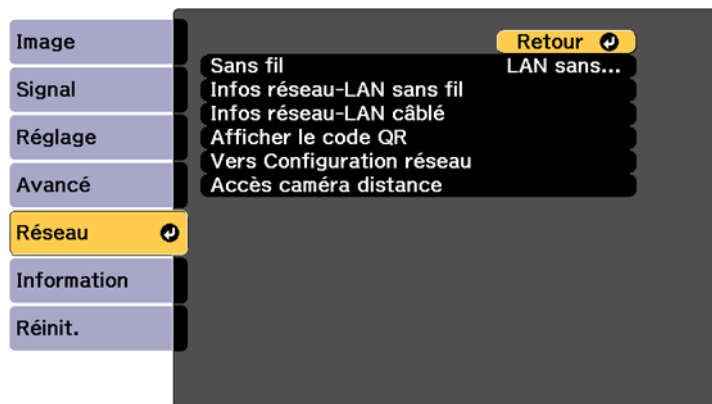 Image
Signal
Réglage
Avancé
Réseau
Information
Réinit.
Retour
Sans fil LAN sans...
Infos réseau-LAN sans fil
Infos réseau-LAN câblé
Afficher le code QR
Vers Configuration réseau
Accès caméra distance